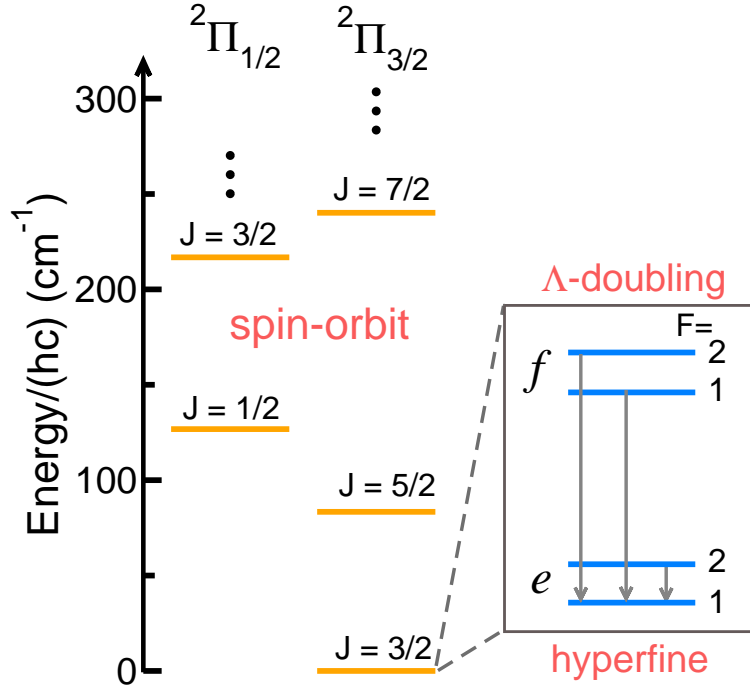 ²Π₁/₂ ²Π₃/₂
Energy/(hc) (cm⁻¹)
300
200
100
0
J = 7/2
J = 3/2
spin-orbit
J = 1/2
J = 5/2
J = 3/2
Λ-doubling
F=
f
2
1
e
2
1
hyperfine